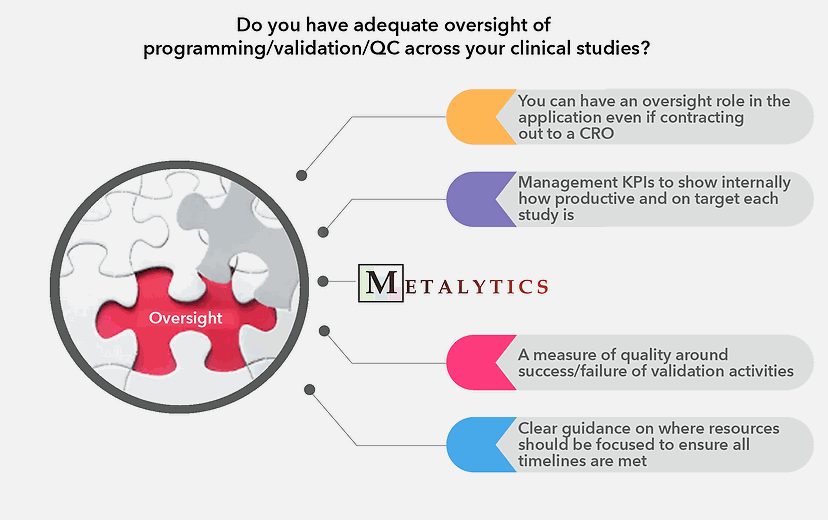 Do you have adequate oversight of
programming/validation/QC across your clinical studies?
You can have an oversight role in the
application even if contracting
out to a CRO
Management KPIs to show internally
how productive and on target each
study is
Oversight
METALYTICS
A measure of quality around
success/failure of validation activities
Clear guidance on where resources
should be focused to ensure all
timelines are met